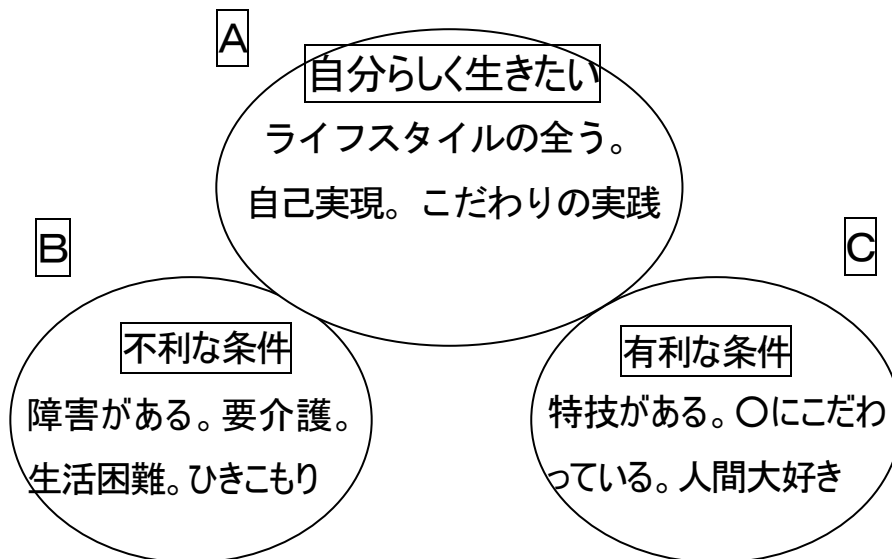 A
自分らしく生きたい
ライフスタイルの全う。
自己実現。こだわりの実践
B
不利な条件
障害がある。要介護。
生活困難。ひきこもり
C
有利な条件
特技がある。〇にこだわ
っている。人間大好き